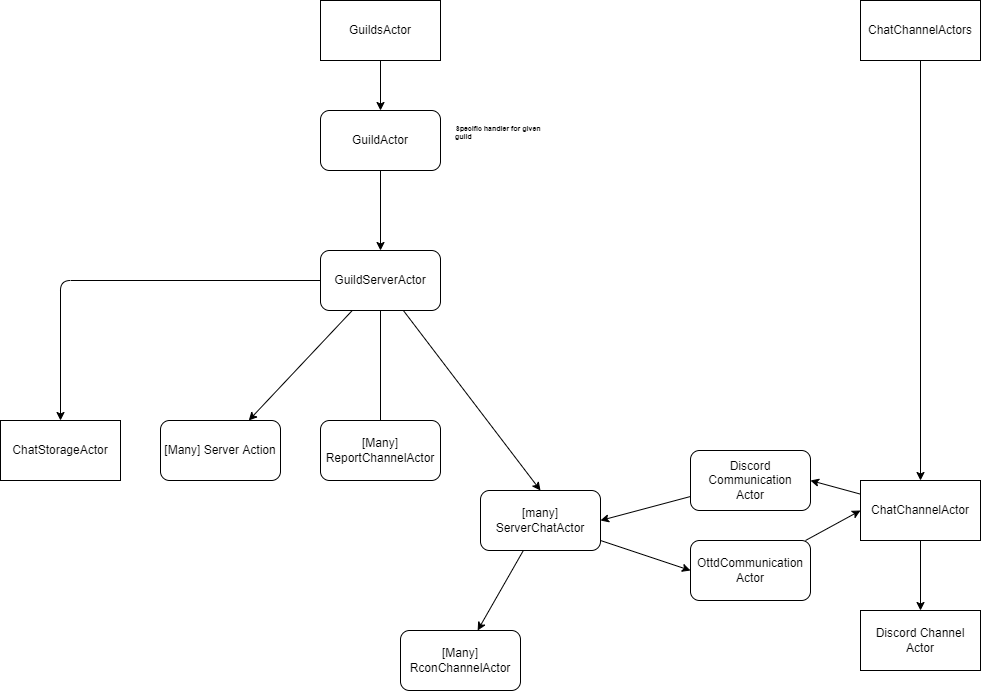 GuildsActor
ChatChannelActors
GuildActor
Specific handler for given
guild
GuildServerActor
ChatStorageActor
[Many] Server Action
[Many]
ReportChannelActor
[many]
ServerChatActor
Discord
Communication
Actor
OttdCommunication
Actor
ChatChannelActor
[Many]
RconChannelActor
Discord Channel
Actor